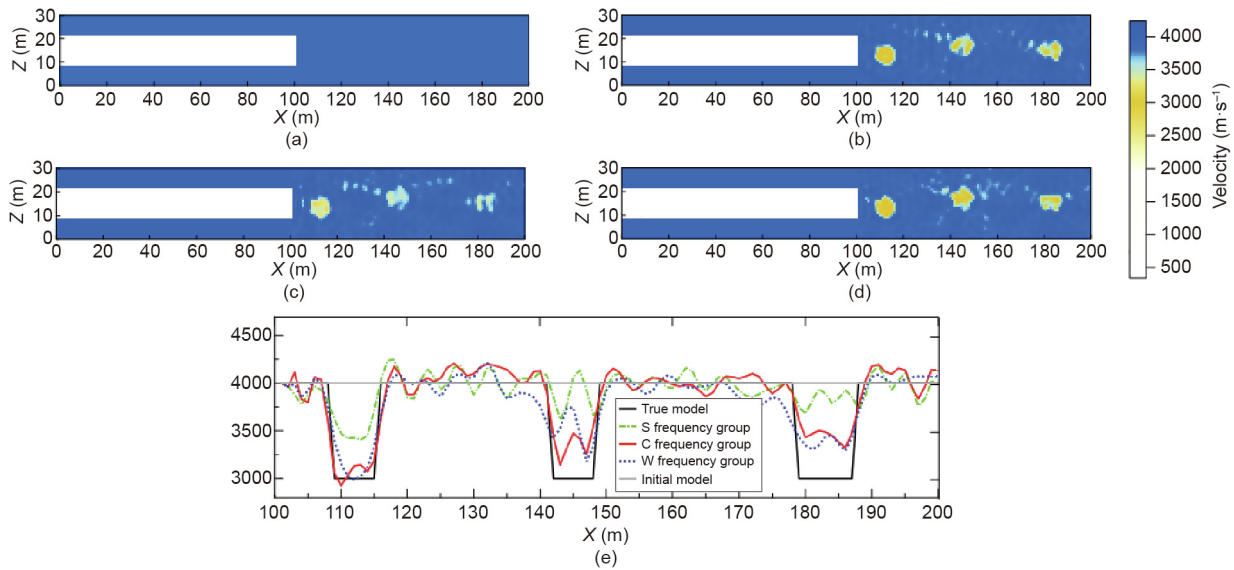 30
20
10
0
Z (m)
0 20 40 60 80 100 120 140 160 180 200
X (m)
(a)
30
20
10
0
Z (m)
0 20 40 60 80 100 120 140 160 180 200
X (m)
(b)
30
20
10
0
Z (m)
0 20 40 60 80 100 120 140 160 180 200
X (m)
(c)
30
20
10
0
Z (m)
0 20 40 60 80 100 120 140 160 180 200
X (m)
(d)
4000
3500
3000
2500
2000
1500
1000
500
Velocity (m·s⁻¹)
4500
4000
3500
3000
True model
S frequency group
C frequency group
W frequency group
Initial model
100 110 120 130 140 150 160 170 180 190 200
X (m)
(e)